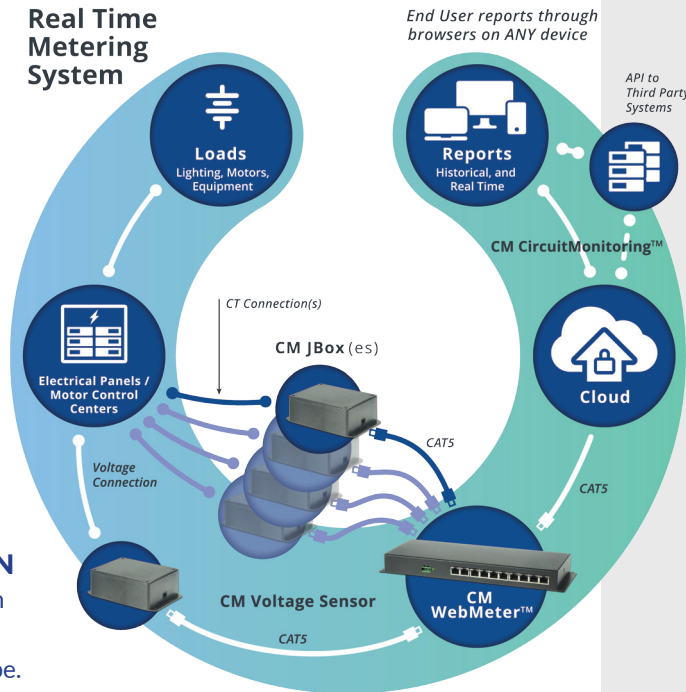 Real Time
Metering
System
End User reports through
browsers on ANY device
API to
Third Party
Systems
Loads
Lighting, Motors,
Equipment
Reports
Historical, and
Real Time
CM CircuitMonitoring™
CT Connection(s)
CM JBox (es)
Electrical Panels /
Motor Control
Centers
Cloud
CAT5
Voltage
Connection
CAT5
CM Voltage Sensor
CM
WebMeter™
CAT5